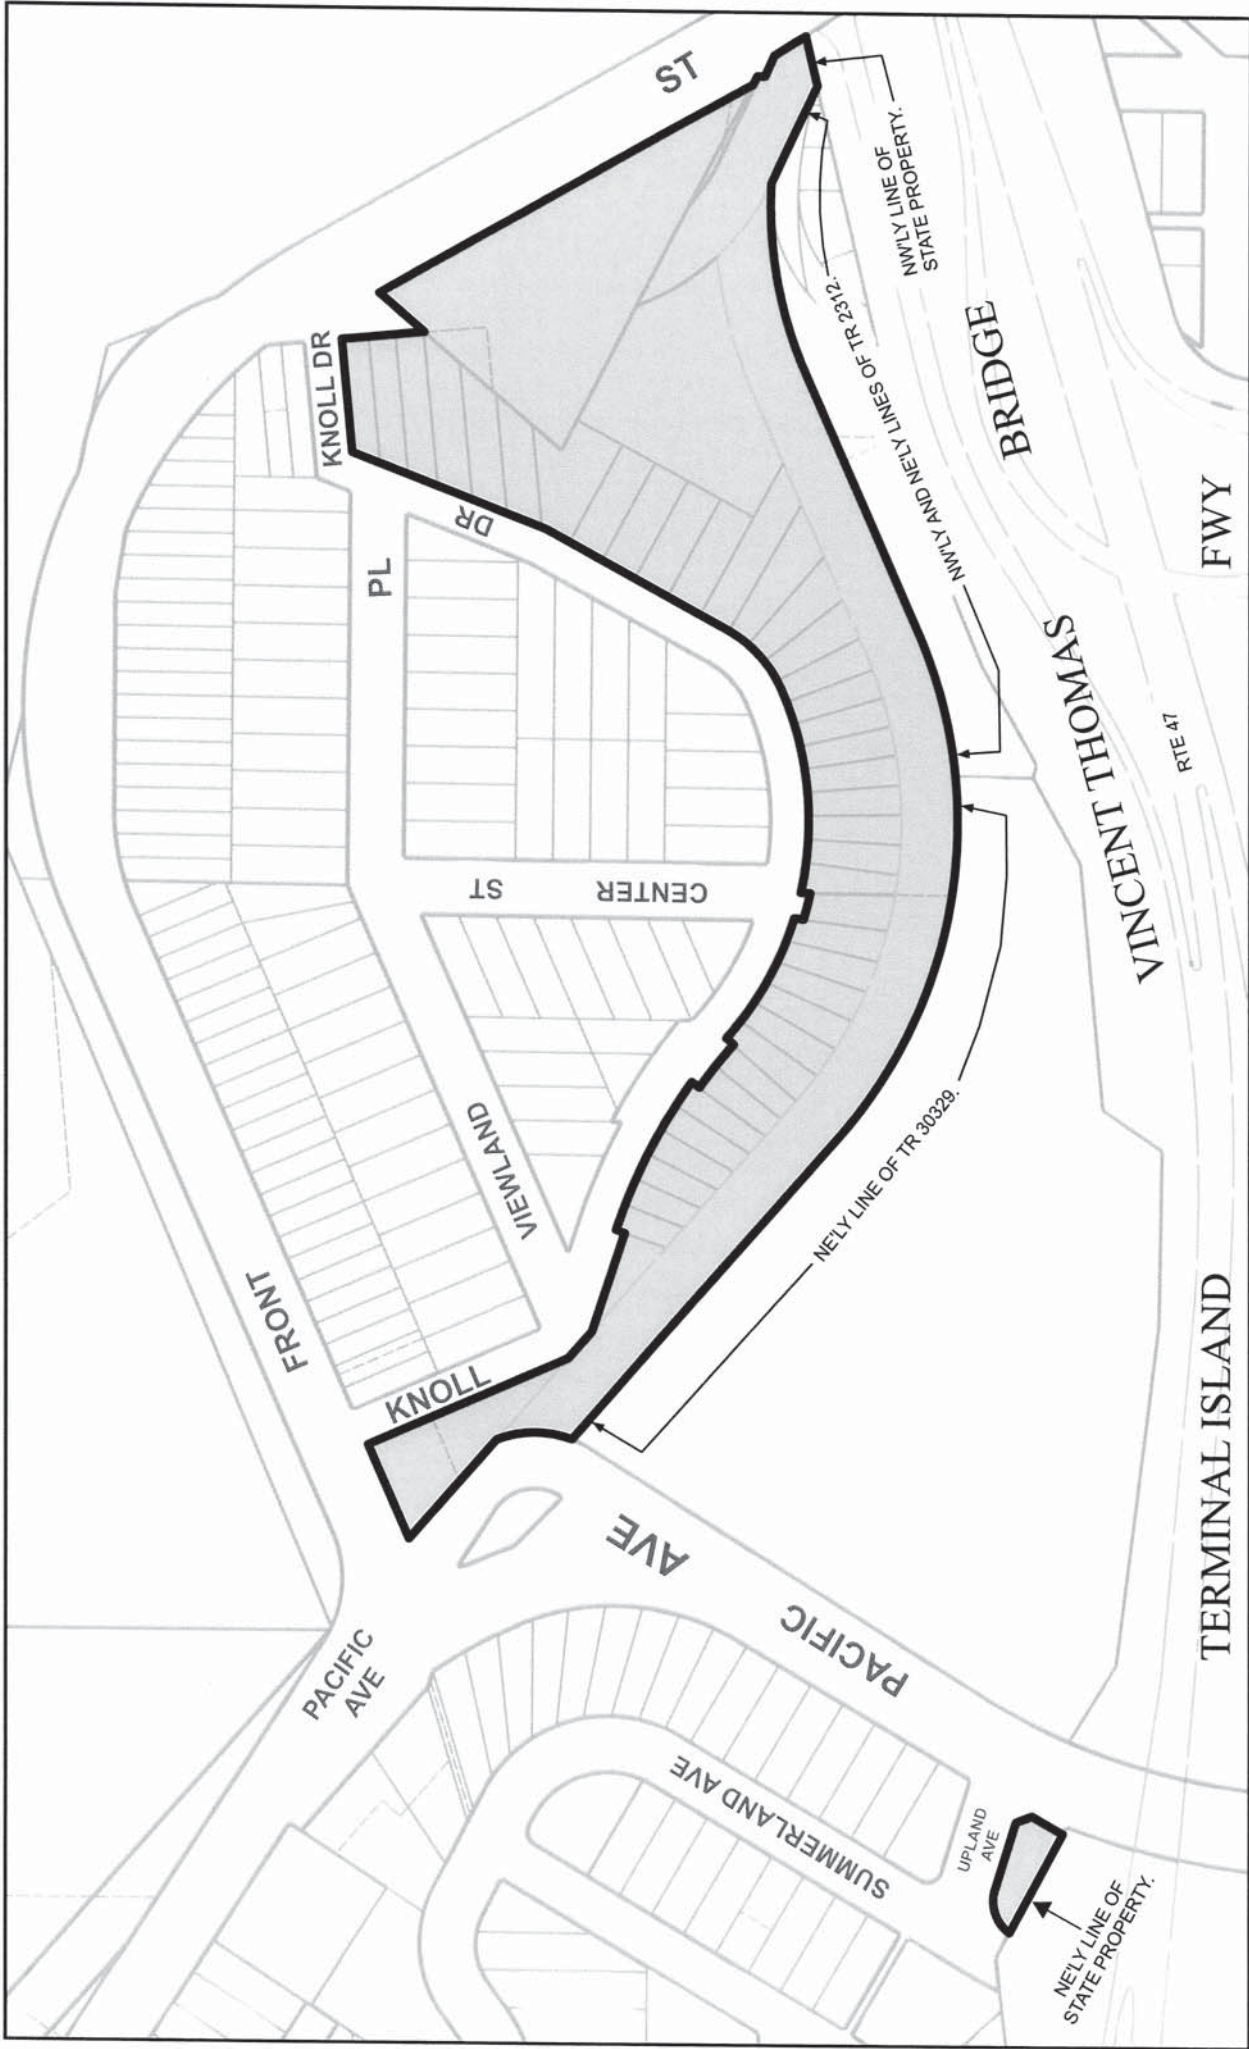 ST
NW'LY LINE OF
STATE PROPERTY.
NW'LY AND NE'LY LINES OF TR 2312.
KNOLL DR
BRIDGE
FWY
DR
PL
VINCENT THOMAS
RTE 47
CENTER ST
VIEWLAND
NE'LY LINE OF TR 30329.
FRONT
KNOLL
TERMINAL ISLAND
AVE
PACIFIC
PACIFIC
AVE
SUMMERLAND AVE
UPLAND
AVE
NE'LY LINE OF
STATE PROPERTY.